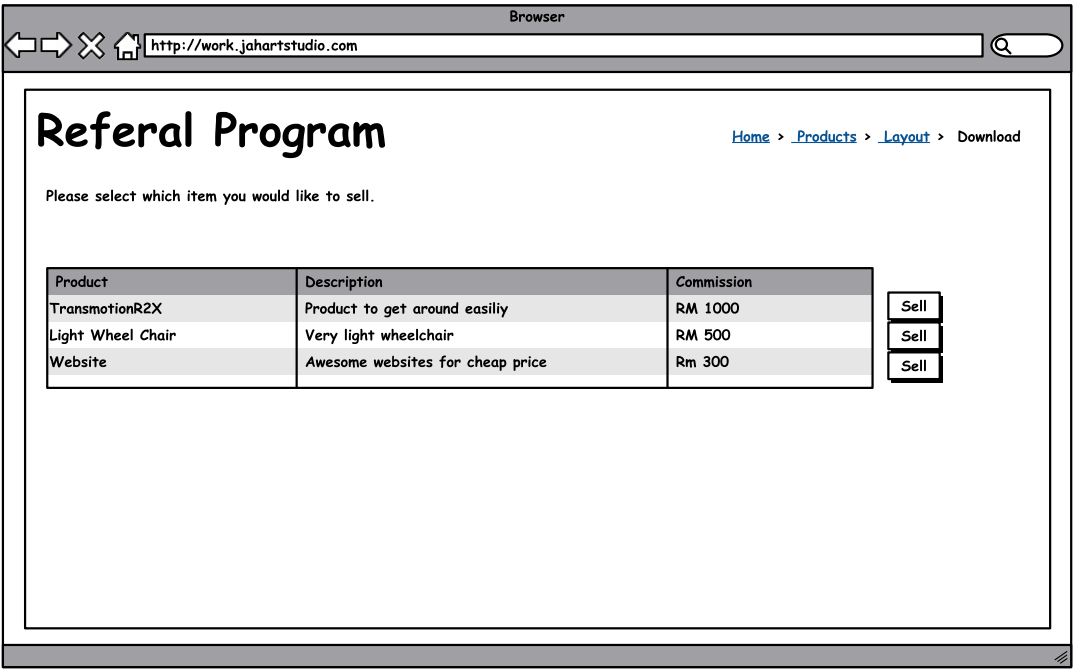 Browser
http://work.jahartstudio.com
Referal Program
Home > Products > Layout > Download
Please select which item you would like to sell.
Product Description Commission
TransmotionR2X Product to get around easiliy RM 1000 Sell
Light Wheel Chair Very light wheelchair RM 500 Sell
Website Awesome websites for cheap price Rm 300 Sell